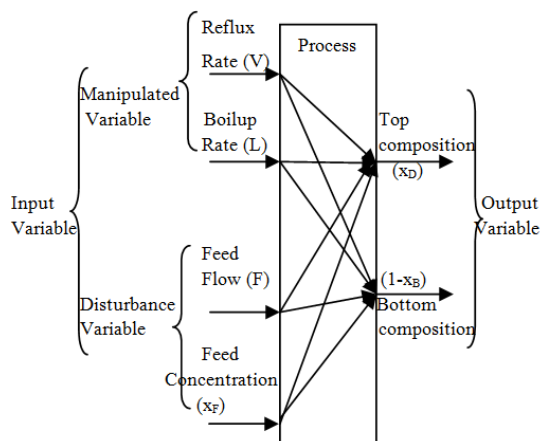 Reflux
Rate (V)
Process
Manipulated
Variable
Boilup
Rate (L)
Top
composition
(xD)
Input
Variable
Output
Variable
Feed
Flow (F)
(1-xB)
Bottom
composition
Disturbance
Variable
Feed
Concentration
(xF)